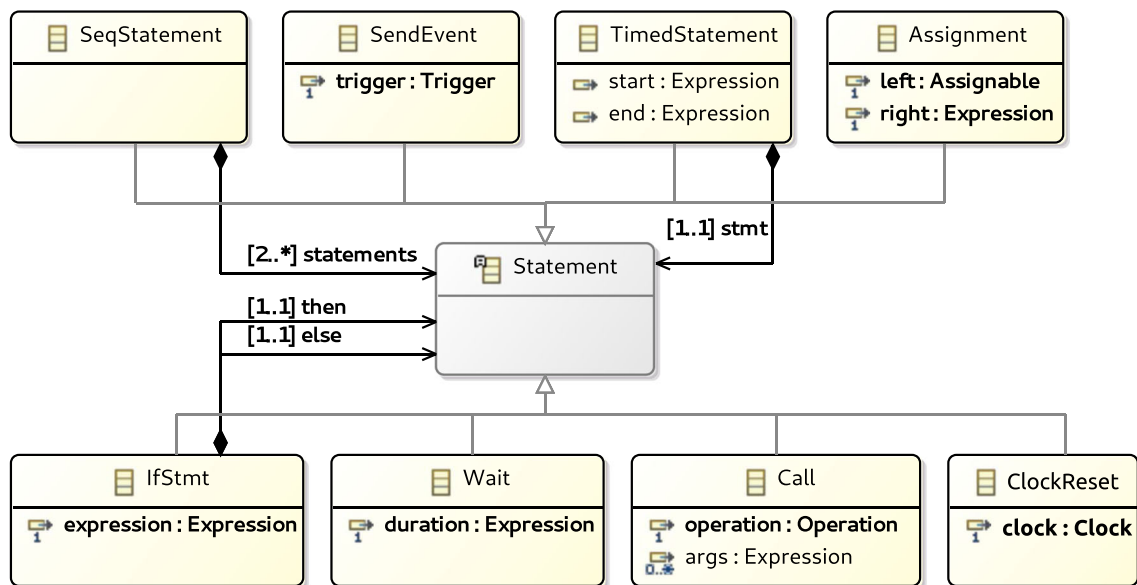 SeqStatement
SendEvent
1 trigger : Trigger
TimedStatement
start : Expression
end : Expression
Assignment
1 left : Assignable
1 right : Expression
[1..1] stmt
[2..*] statements
Statement
[1..1] then
[1..1] else
IfStmt
1 expression : Expression
Wait
1 duration : Expression
Call
1 operation : Operation
0..* args : Expression
ClockReset
1 clock : Clock